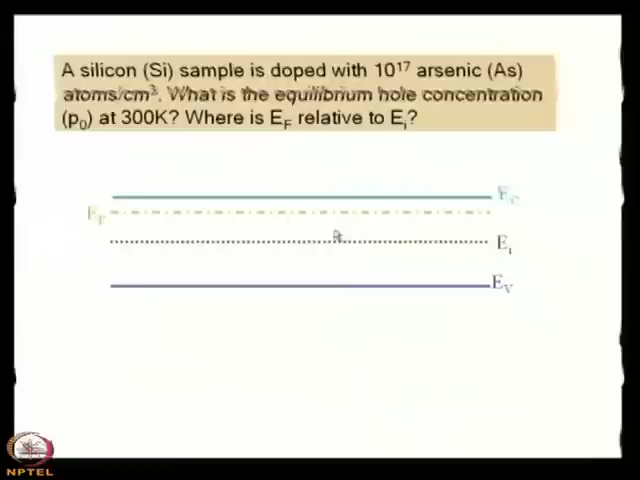 A silicon (Si) sample is doped with 10¹⁷ arsenic (As)
atoms/cm³. What is the equilibrium hole concentration
(p₀) at 300K? Where is E_F relative to E_i?
E_C
E_F
E_i
E_V
NPTEL